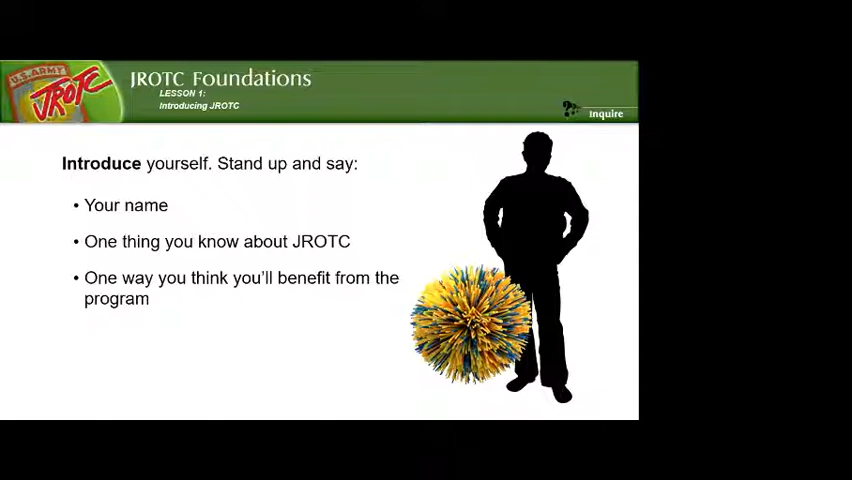 U.S. ARMY
JROTC
JROTC Foundations
LESSON 1:
Introducing JROTC
Inquire
Introduce yourself. Stand up and say:
• Your name
• One thing you know about JROTC
• One way you think you'll benefit from the
program